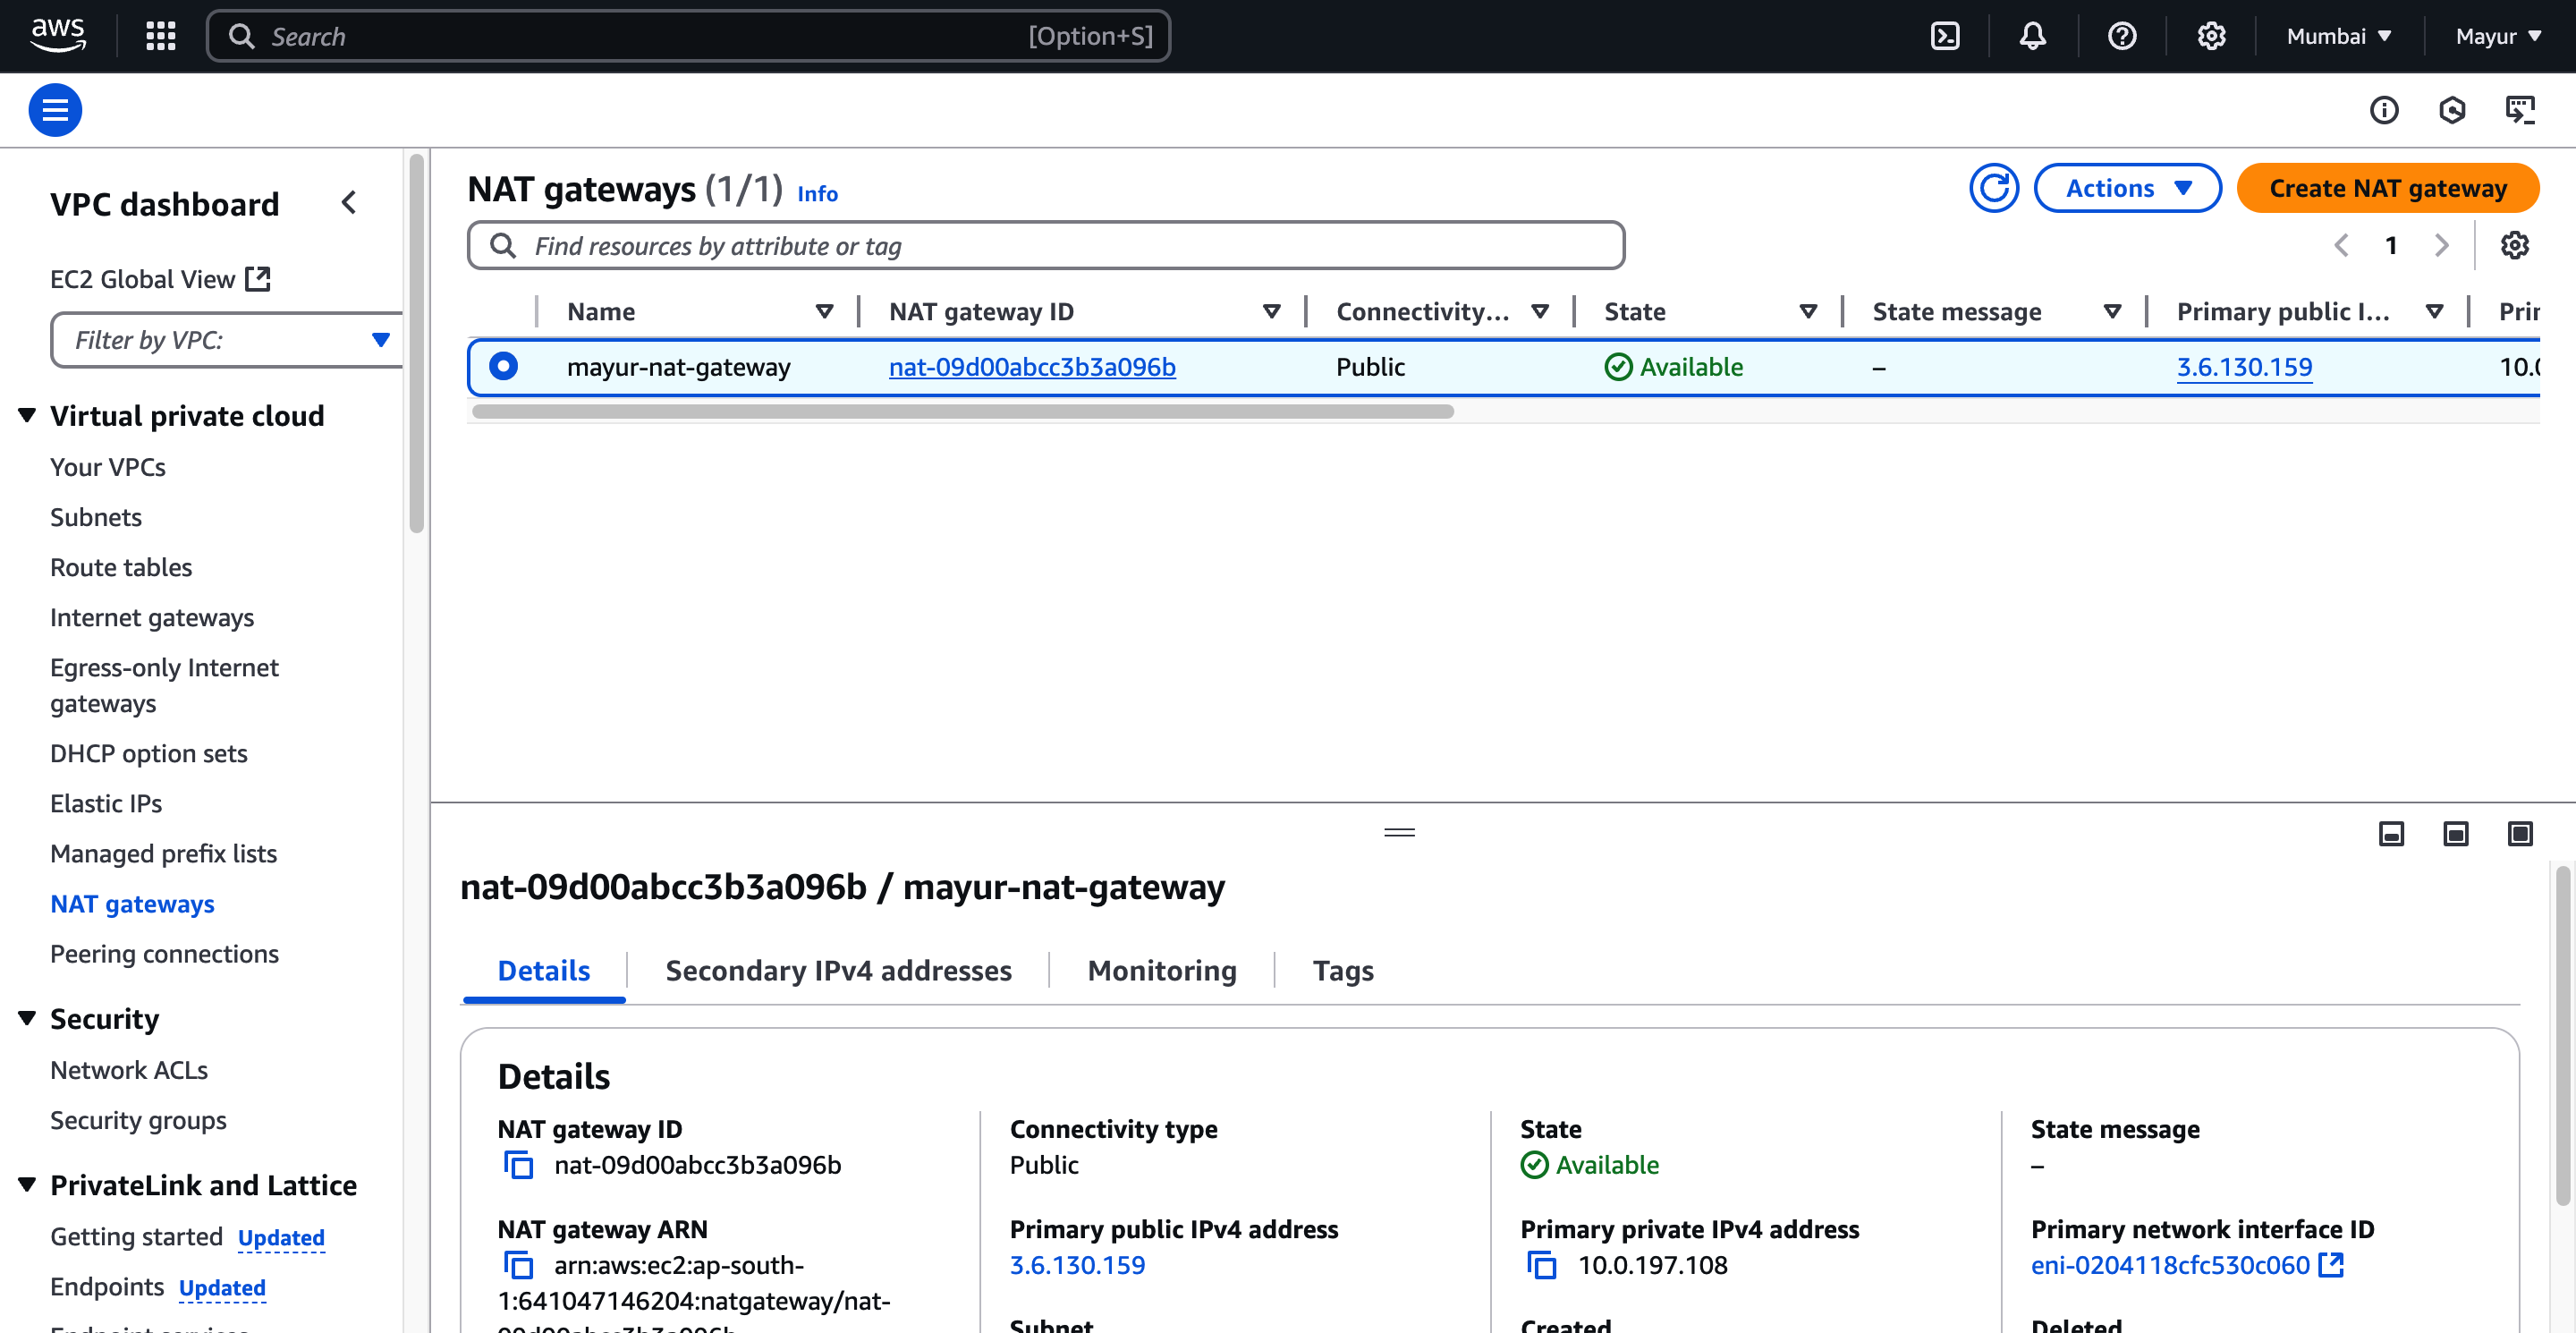 aws
Search
[Option+S]
Mumbai
Mayur
VPC dashboard
EC2 Global View
Filter by VPC:
Virtual private cloud
Your VPCs
Subnets
Route tables
Internet gateways
Egress-only Internet
gateways
DHCP option sets
Elastic IPs
Managed prefix lists
NAT gateways
Peering connections
Security
Network ACLs
Security groups
PrivateLink and Lattice
Getting started Updated
Endpoints Updated
Endpoint services
NAT gateways (1/1) Info
Actions
Create NAT gateway
Find resources by attribute or tag
1
Name NAT gateway ID Connectivity... State State message Primary public I...
mayur-nat-gateway nat-09d00abcc3b3a096b Public Available – 3.6.130.159
nat-09d00abcc3b3a096b / mayur-nat-gateway
Details Secondary IPv4 addresses Monitoring Tags
Details
NAT gateway ID
nat-09d00abcc3b3a096b
NAT gateway ARN
arn:aws:ec2:ap-south-
1:641047146204:natgateway/nat-
09d00abcc3b3a096b
Connectivity type
Public
Primary public IPv4 address
3.6.130.159
Subnet
State
Available
Primary private IPv4 address
10.0.197.108
Created
State message
–
Primary network interface ID
eni-0204118cfc530c060
Deleted